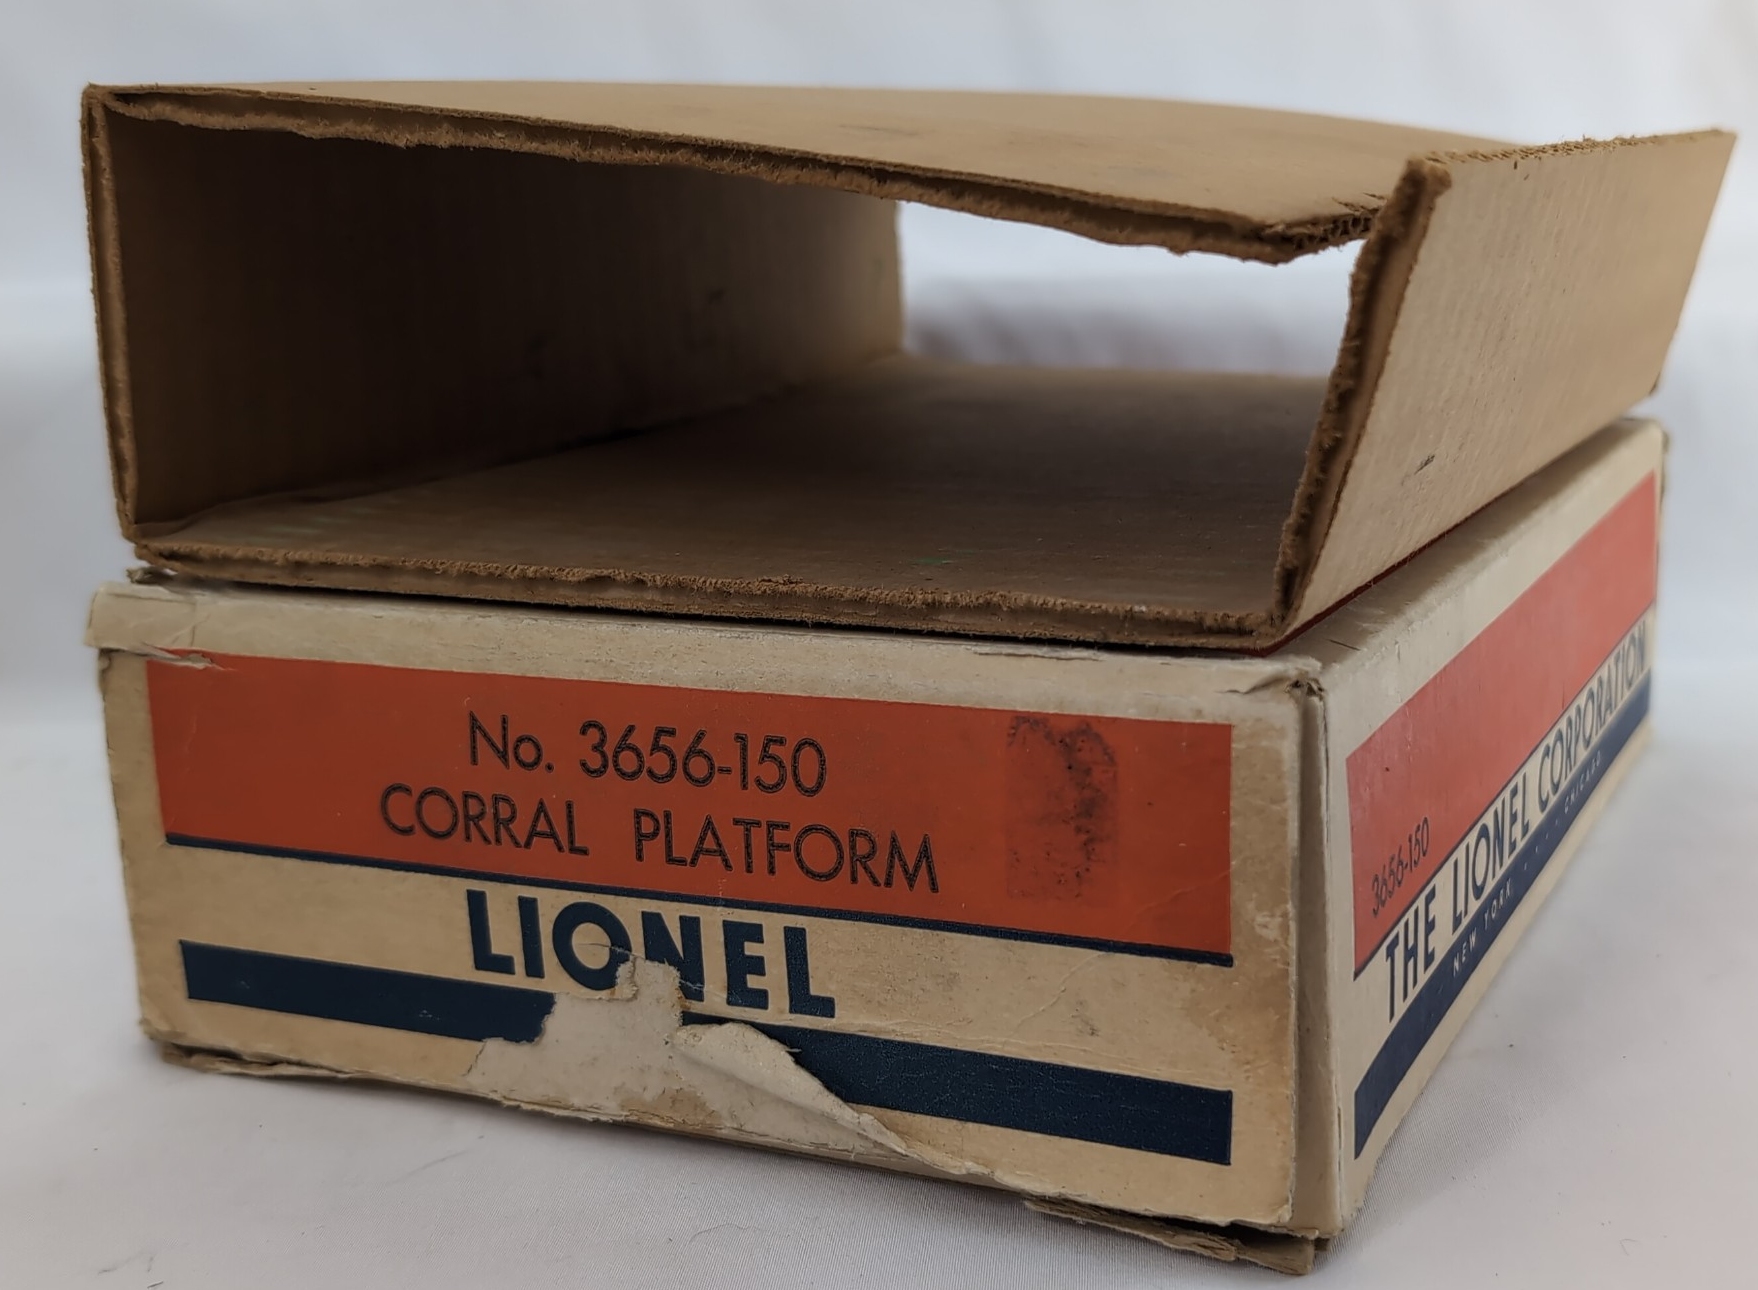 No. 3656-150
CORRAL PLATFORM
LIONEL
3656-150
THE LIONEL CORPORATION
NEW YORK · · · · · CHICAGO